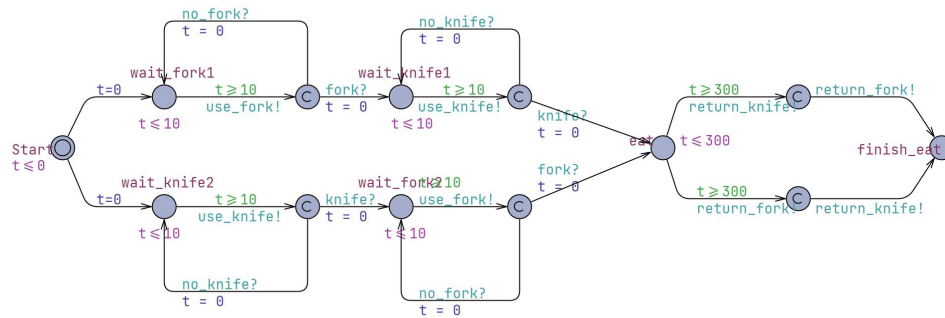 no_fork?
t = 0
no_knife?
t = 0
wait_fork1
wait_knife1
t=0
t⩾10
use_fork!
C
fork?
t = 0
t⩾10
use_knife!
C
t⩾300
return_knife!
C
return_fork!
t⩽10
t⩽10
knife?
t = 0
Start
t⩽0
eat
t⩽300
finish_eat
fork?
t = 0
wait_knife2
wait_fork2
t=0
t⩾10
use_knife!
C
knife?
t = 0
t⩾10
use_fork!
C
t⩾300
return_fork!
C
return_knife!
t⩽10
t⩽10
no_knife?
t = 0
no_fork?
t = 0